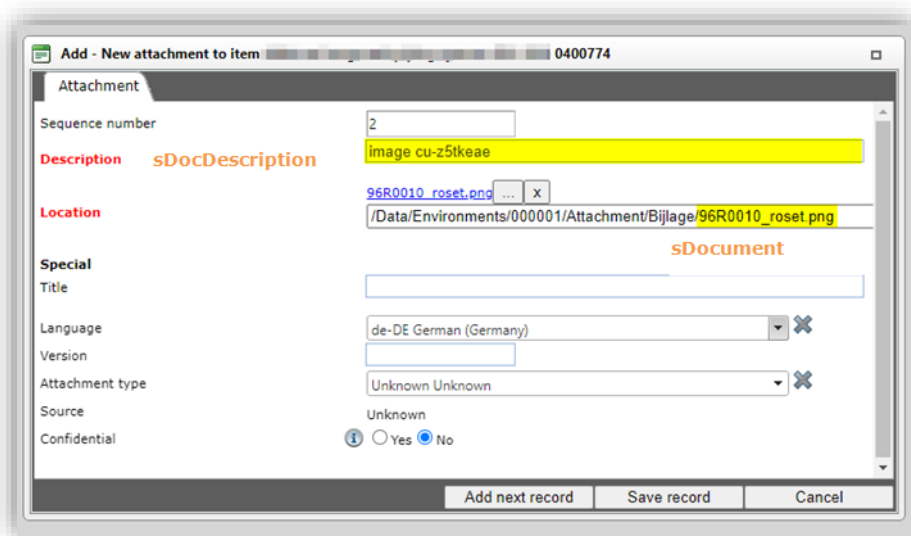 Add - New attachment to item 0400774
Attachment
Sequence number 2
Description sDocDescription image cu-z5tkeae
96R0010_roset.png ... x
Location /Data/Environments/000001/Attachment/Bijlage/96R0010_roset.png
sDocument
Special
Title
Language de-DE German (Germany)
Version
Attachment type Unknown Unknown
Source Unknown
Confidential i Yes No
Add next record Save record Cancel